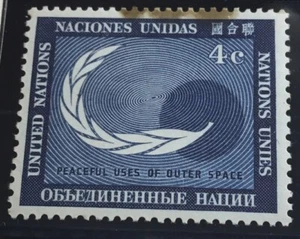 NACIONES UNIDAS
國合聯
4c
UNITED NATIONS
NATIONS UNIES
PEACEFUL USES OF OUTER SPACE
ОБЪЕДИНЕННЫЕ НАЦИИ